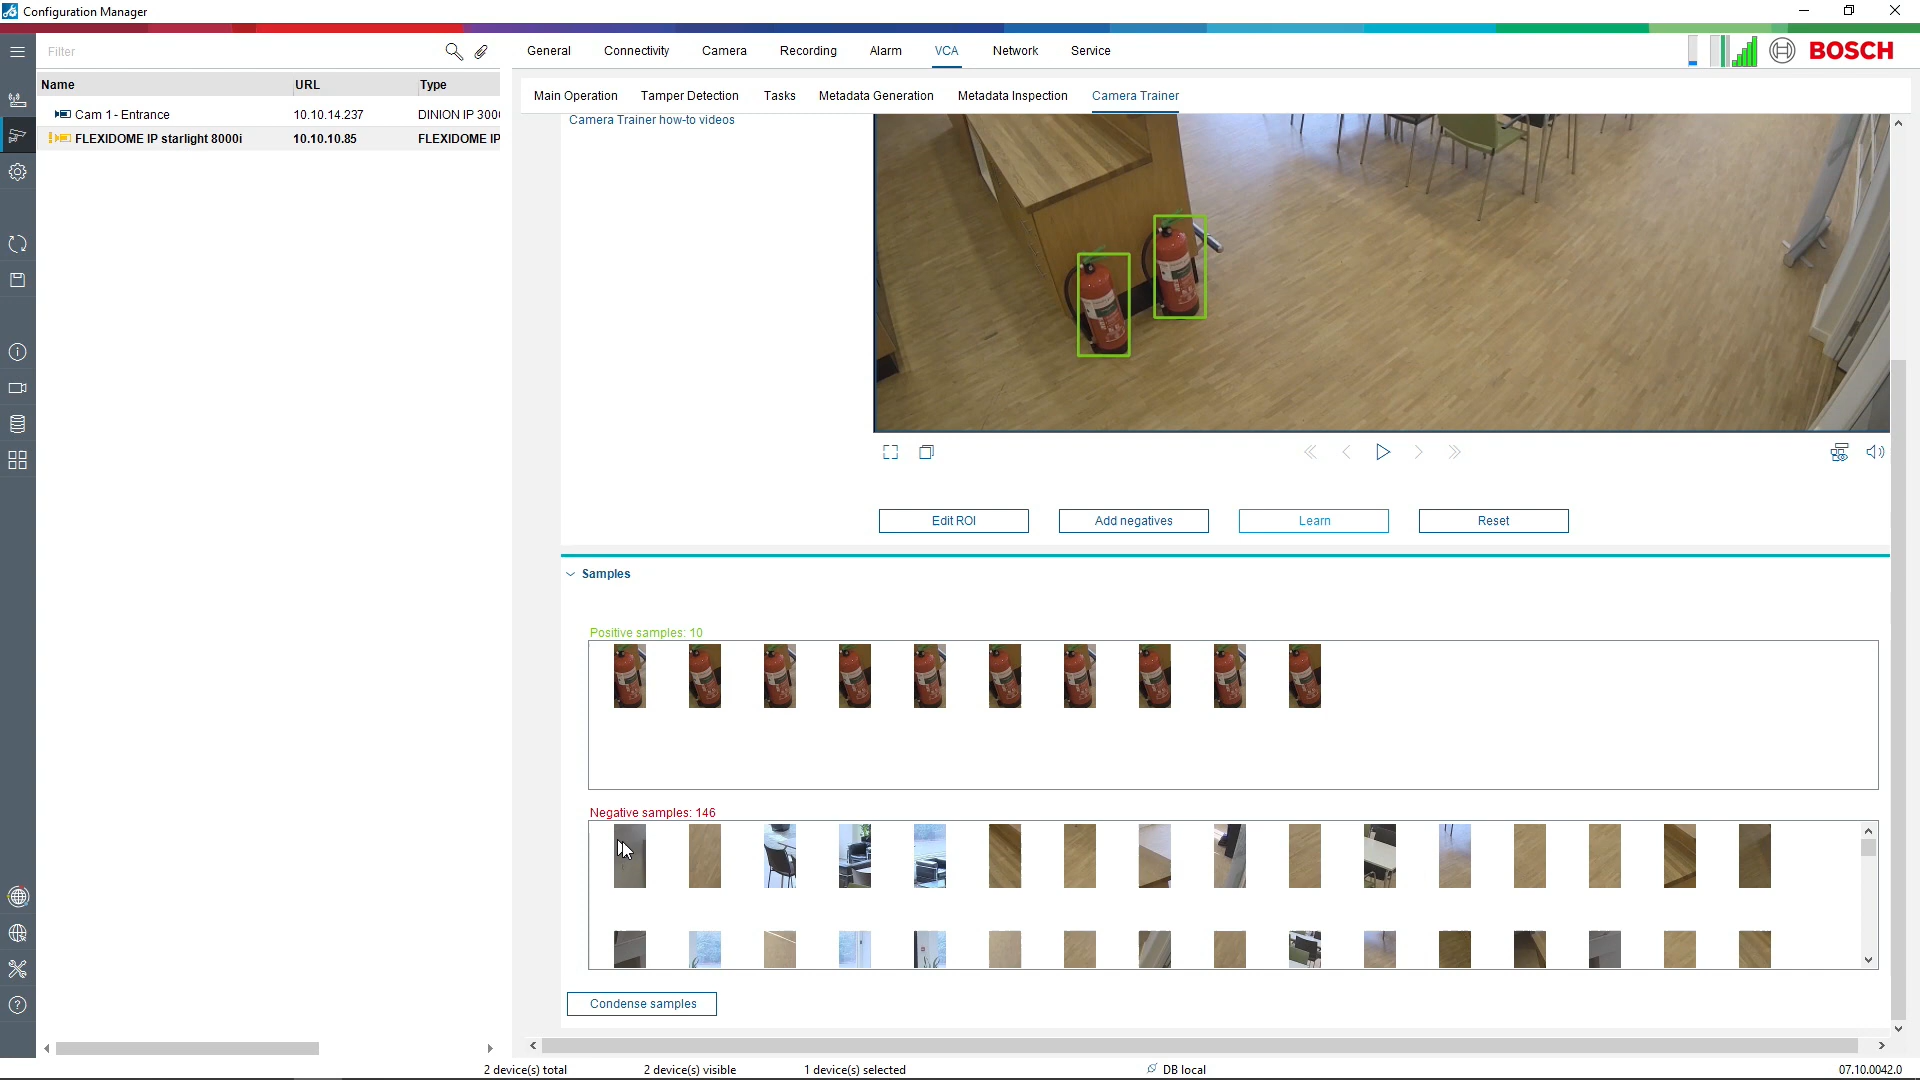 Configuration Manager
Filter
General Connectivity Camera Recording Alarm VCA Network Service
BOSCH
Name URL Type
Main Operation Tamper Detection Tasks Metadata Generation Metadata Inspection Camera Trainer
Cam 1 - Entrance 10.10.14.237 DINION IP 300
FLEXIDOME IP starlight 8000i 10.10.10.85 FLEXIDOME IP
Camera Trainer how-to videos
Edit ROI Add negatives Learn Reset
Samples
Positive samples: 10
Negative samples: 146
Condense samples
2 device(s) total 2 device(s) visible 1 device(s) selected DB local 07.10.0042.0